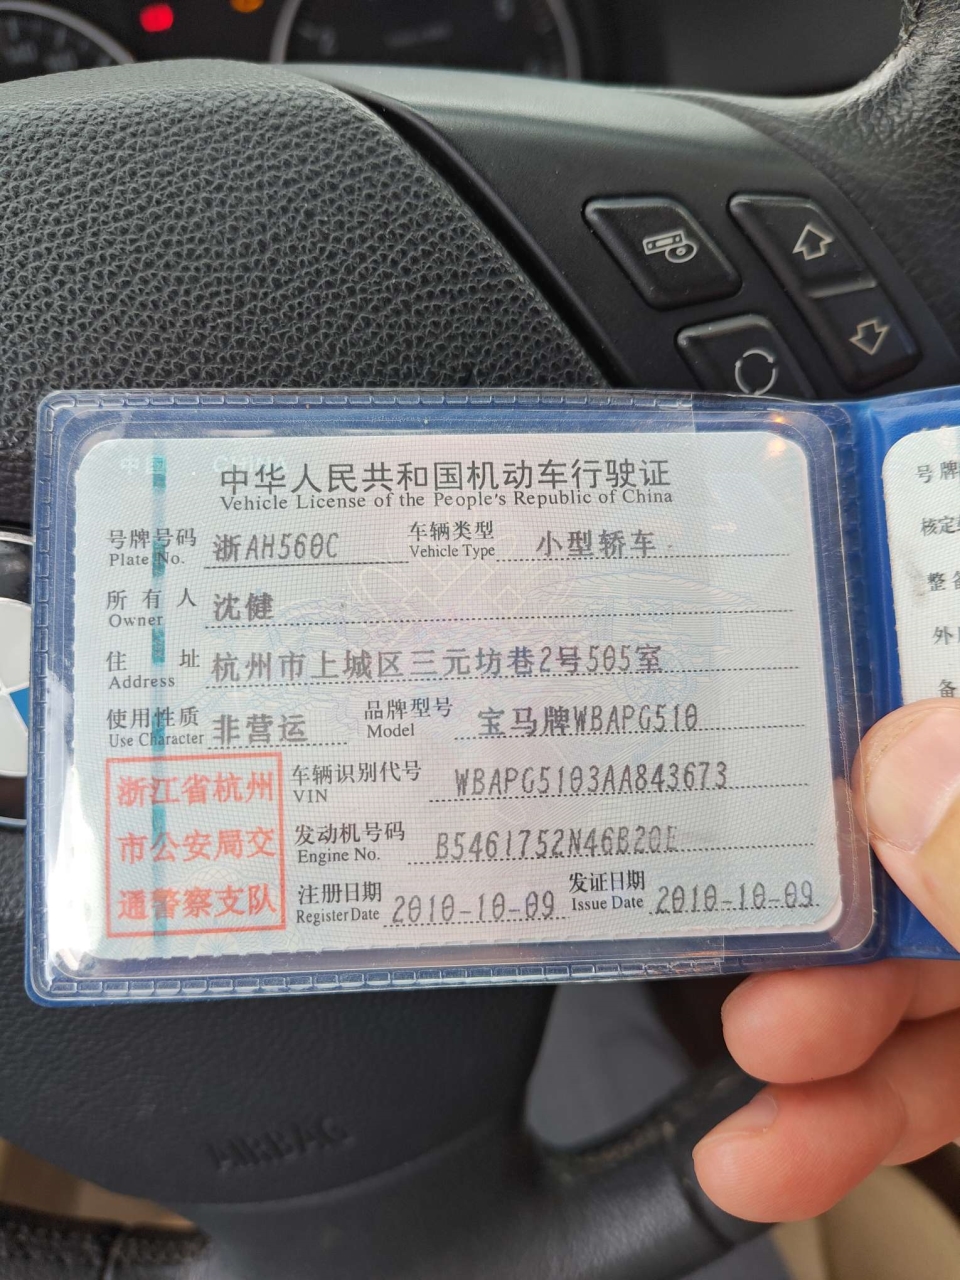 中华人民共和国机动车行驶证
Vehicle License of the People's Republic of China
号牌号码 浙AH560C 车辆类型 小型轿车
Plate No. Vehicle Type
所有人 沈健
Owner
住址 杭州市上城区三元坊巷2号505室
Address
使用性质 非营运 品牌型号 宝马牌WBAPG510
Use Character Model
浙江省杭州
市公安局交
通警察支队
车辆识别代号 WBAPG5103AA843673
VIN
发动机号码 B5461752N46B20E
Engine No.
注册日期 2010-10-09 发证日期 2010-10-09
Register Date Issue Date
号牌
核定
整备
外
备
AIRBAG